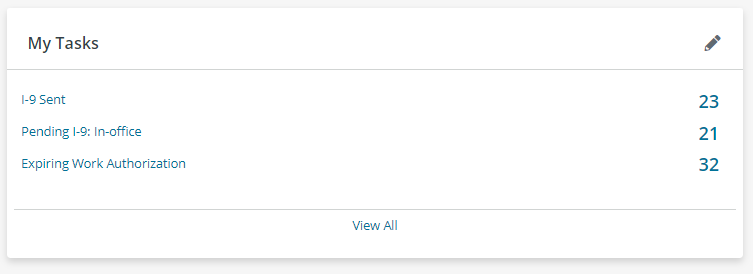 My Tasks
I-9 Sent 23
Pending I-9: In-office 21
Expiring Work Authorization 32
View All